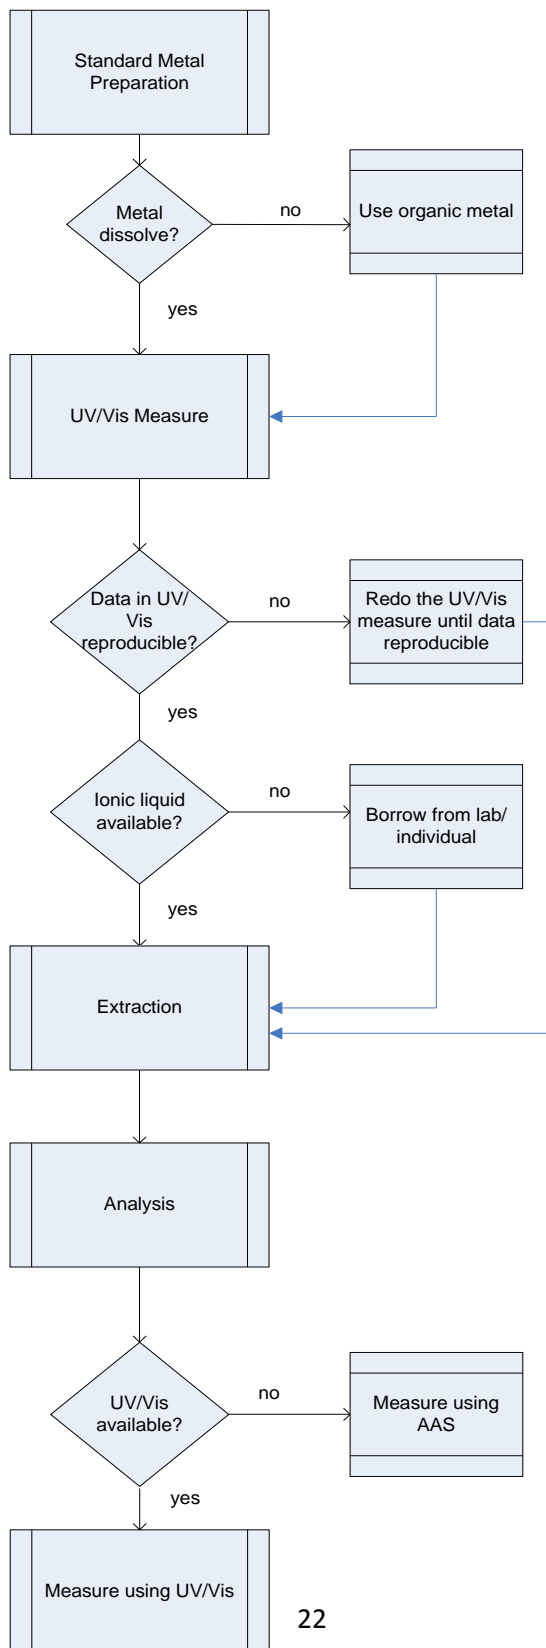 Standard Metal
Preparation
Metal
dissolve?
no
Use organic metal
yes
UV/Vis Measure
Data in UV/
Vis
reproducible?
no
Redo the UV/Vis
measure until data
reproducible
yes
Ionic liquid
available?
no
Borrow from lab/
individual
yes
Extraction
Analysis
UV/Vis
available?
no
Measure using
AAS
yes
Measure using UV/Vis
22